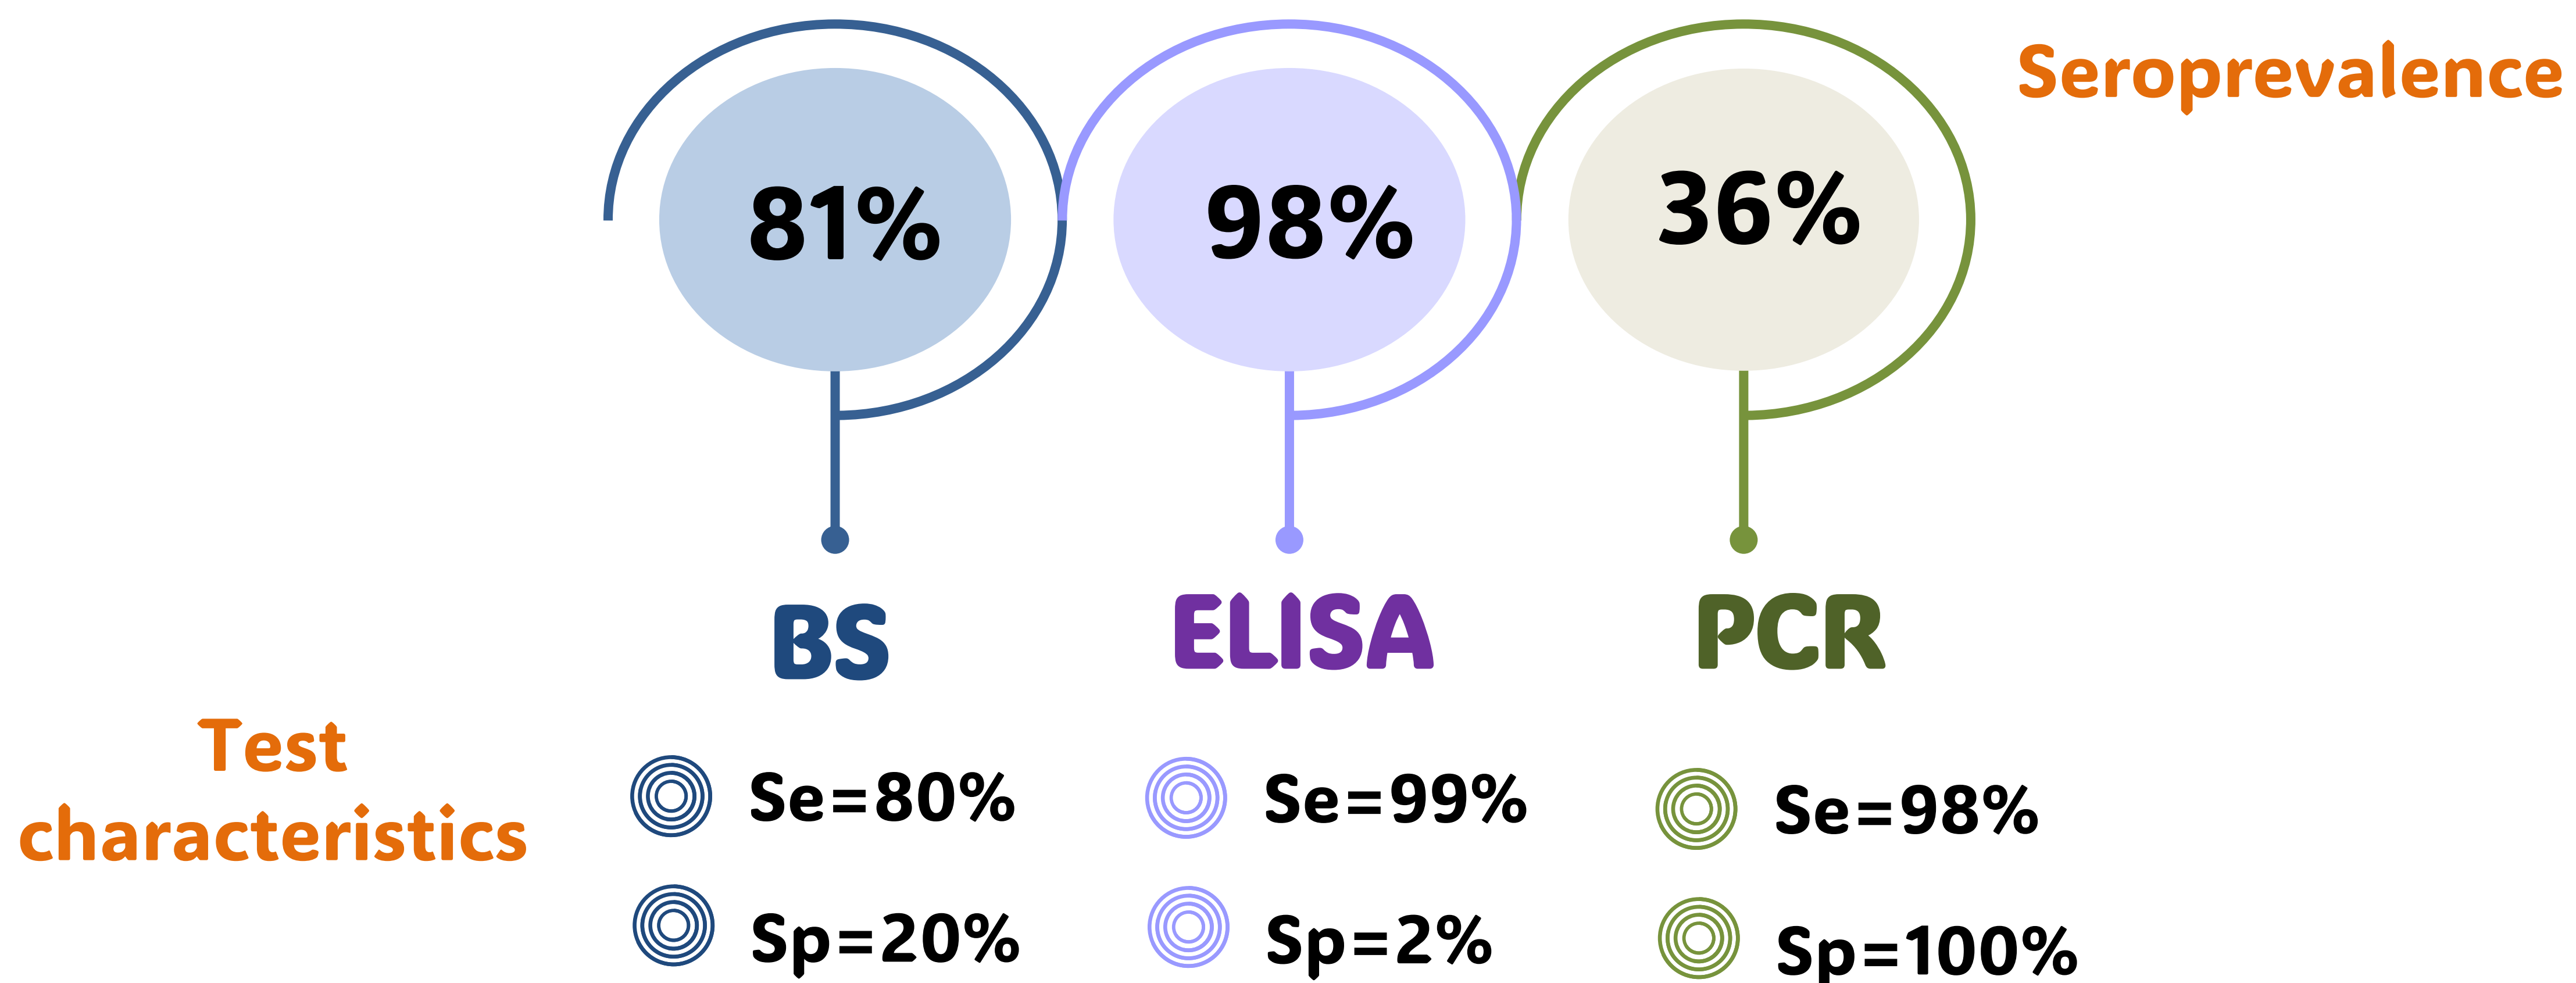 Seroprevalence
81%
98%
36%
BS
ELISA
PCR
Test
characteristics
Se=80%
Se=99%
Se=98%
Sp=20%
Sp=2%
Sp=100%